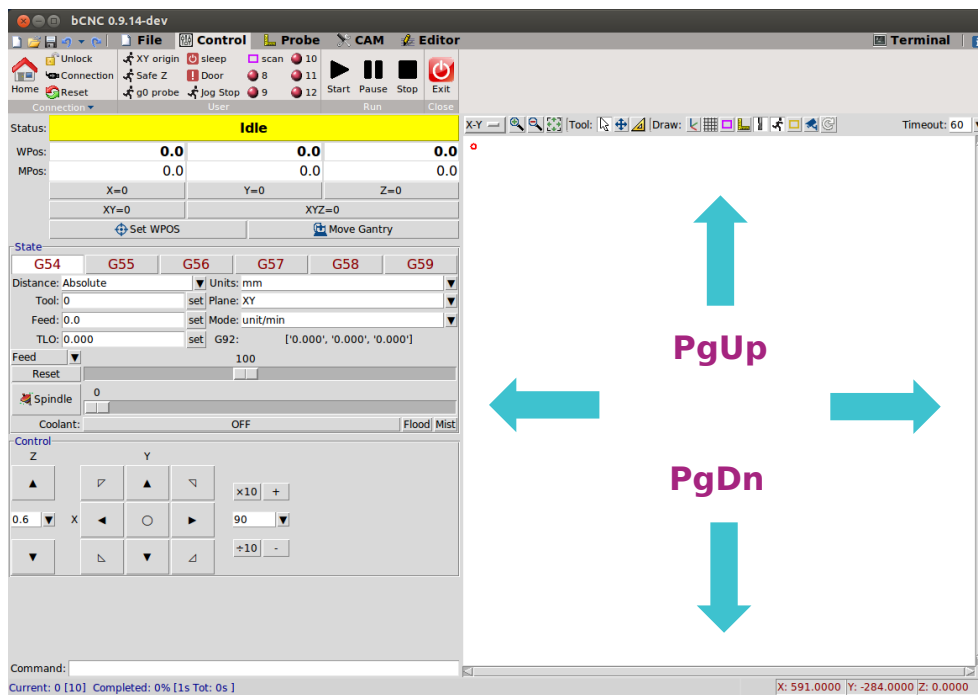 bCNC 0.9.14-dev
File Control Probe CAM Editor Terminal
Unlock XY origin sleep scan 10
Connection Safe Z Door 8 11
Home Reset g0 probe Jog Stop 9 12 Start Pause Stop Exit
Connection User Run Close
Status: Idle
X-Y Tool: Draw: Timeout: 60
WPos: 0.0 0.0 0.0
MPos: 0.0 0.0 0.0
X=0 Y=0 Z=0
XY=0 XYZ=0
Set WPOS Move Gantry
State
G54 G55 G56 G57 G58 G59
Distance: Absolute Units: mm
Tool: 0 set Plane: XY
Feed: 0.0 set Mode: unit/min
TLO: 0.000 set G92: ['0.000', '0.000', '0.000']
Feed 100
Reset
Spindle 0
Coolant: OFF Flood Mist
Control
Z Y
×10 +
0.6 X 90
÷10 -
PgUp
PgDn
Command:
Current: 0 [10] Completed: 0% [1s Tot: 0s ]
X: 591.0000 Y: -284.0000 Z: 0.0000